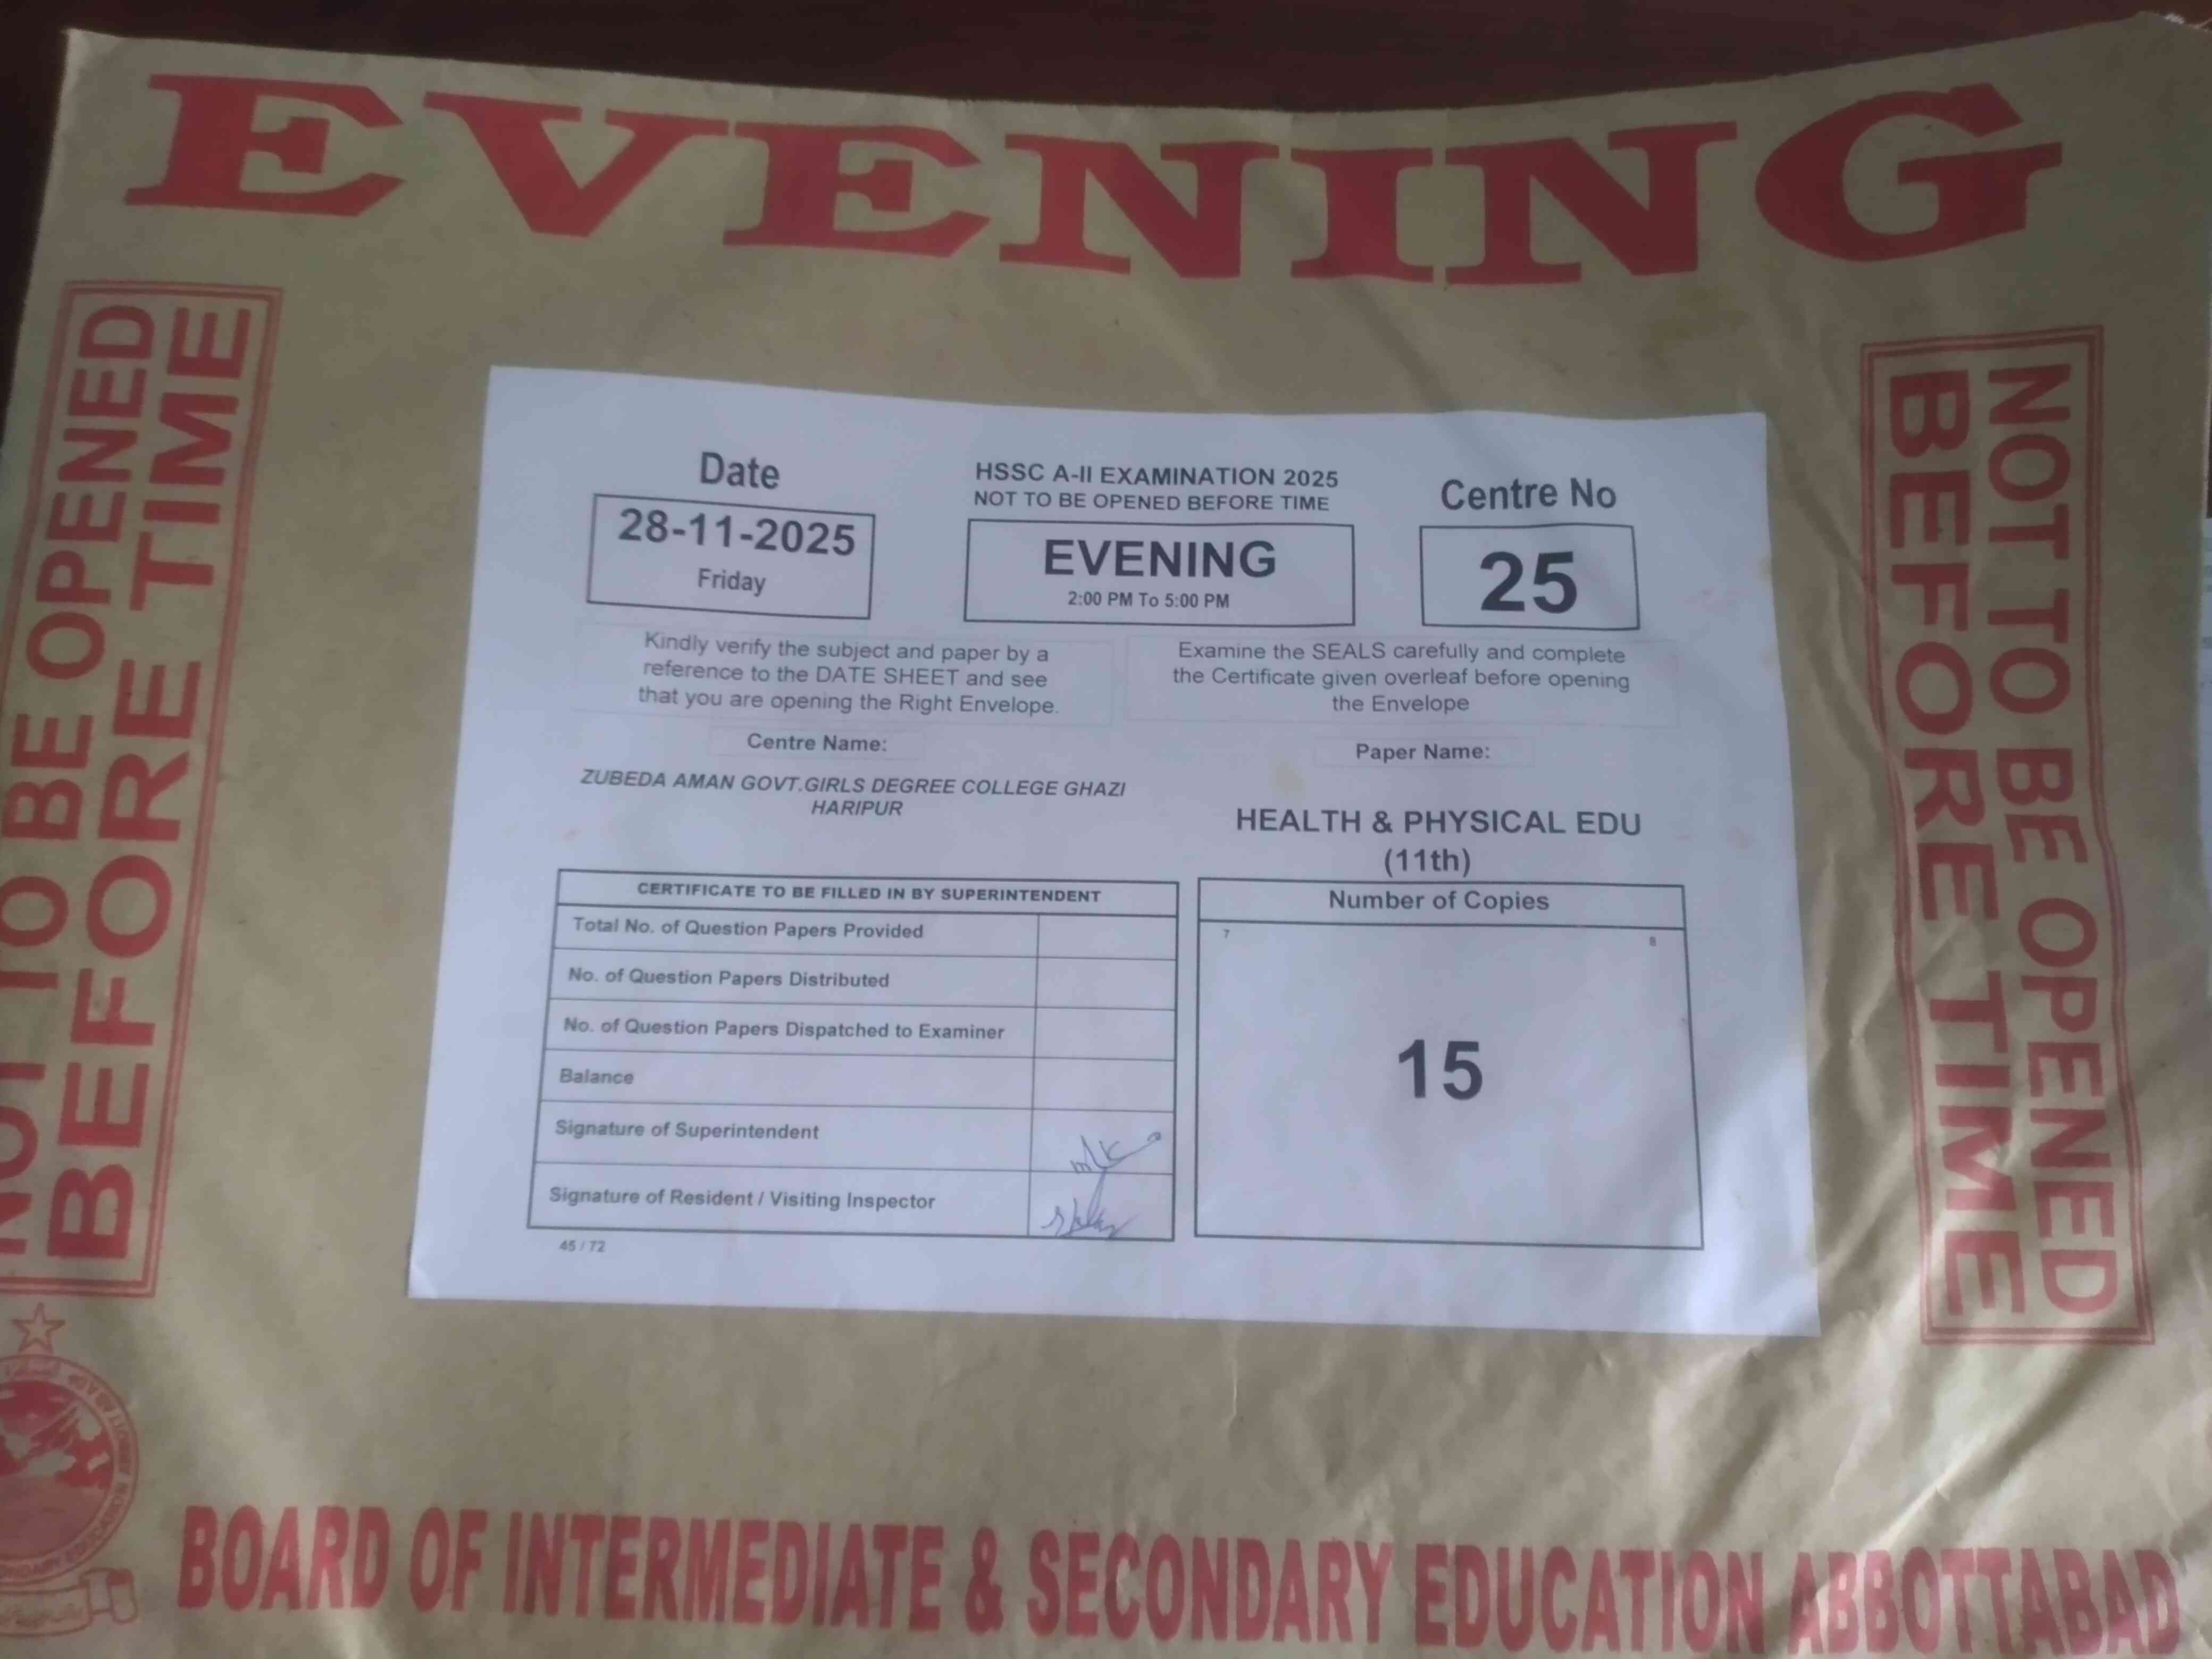 EVENING
NOT TO BE OPENED
BEFORE TIME
NOT TO BE OPENED
BEFORE TIME
Date
28-11-2025
Friday
HSSC A-II EXAMINATION 2025
NOT TO BE OPENED BEFORE TIME
EVENING
2:00 PM To 5:00 PM
Centre No
25
Kindly verify the subject and paper by a
reference to the DATE SHEET and see
that you are opening the Right Envelope.
Examine the SEALS carefully and complete
the Certificate given overleaf before opening
the Envelope
Centre Name:
ZUBEDA AMAN GOVT.GIRLS DEGREE COLLEGE GHAZI
HARIPUR
Paper Name:
HEALTH & PHYSICAL EDU
(11th)
CERTIFICATE TO BE FILLED IN BY SUPERINTENDENT
Total No. of Question Papers Provided
No. of Question Papers Distributed
No. of Question Papers Dispatched to Examiner
Balance
Signature of Superintendent
Signature of Resident / Visiting Inspector
45 / 72
Number of Copies
7
8
15
BOARD OF INTERMEDIATE & SECONDARY EDUCATION ABBOTTABAD